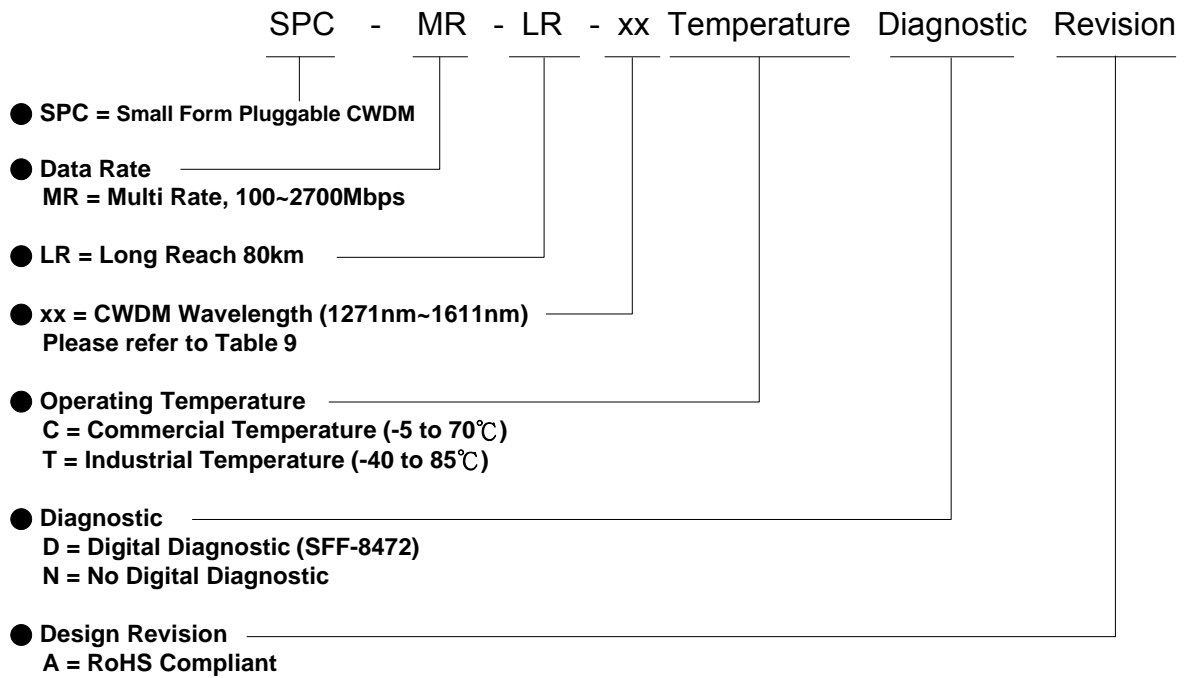 SPC - MR - LR - xx Temperature Diagnostic Revision
● SPC = Small Form Pluggable CWDM
● Data Rate
MR = Multi Rate, 100~2700Mbps
● LR = Long Reach 80km
● xx = CWDM Wavelength (1271nm~1611nm)
Please refer to Table 9
● Operating Temperature
C = Commercial Temperature (-5 to 70℃)
T = Industrial Temperature (-40 to 85℃)
● Diagnostic
D = Digital Diagnostic (SFF-8472)
N = No Digital Diagnostic
● Design Revision
A = RoHS Compliant